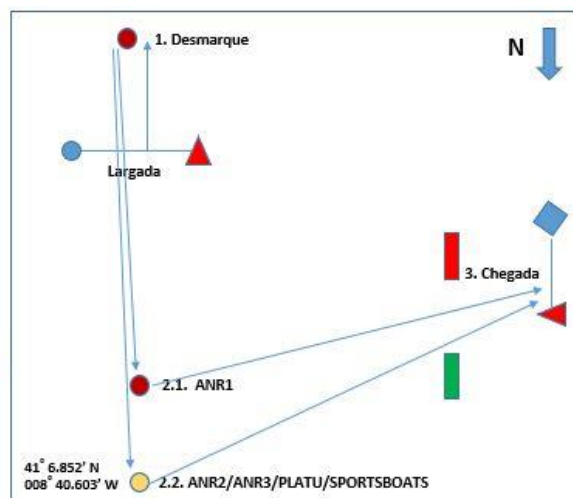 1. Desmarque
N
Largada
3. Chegada
2.1. ANR1
41° 6.852' N
008° 40.603' W
2.2. ANR2/ANR3/PLATU/SPORTSBOATS